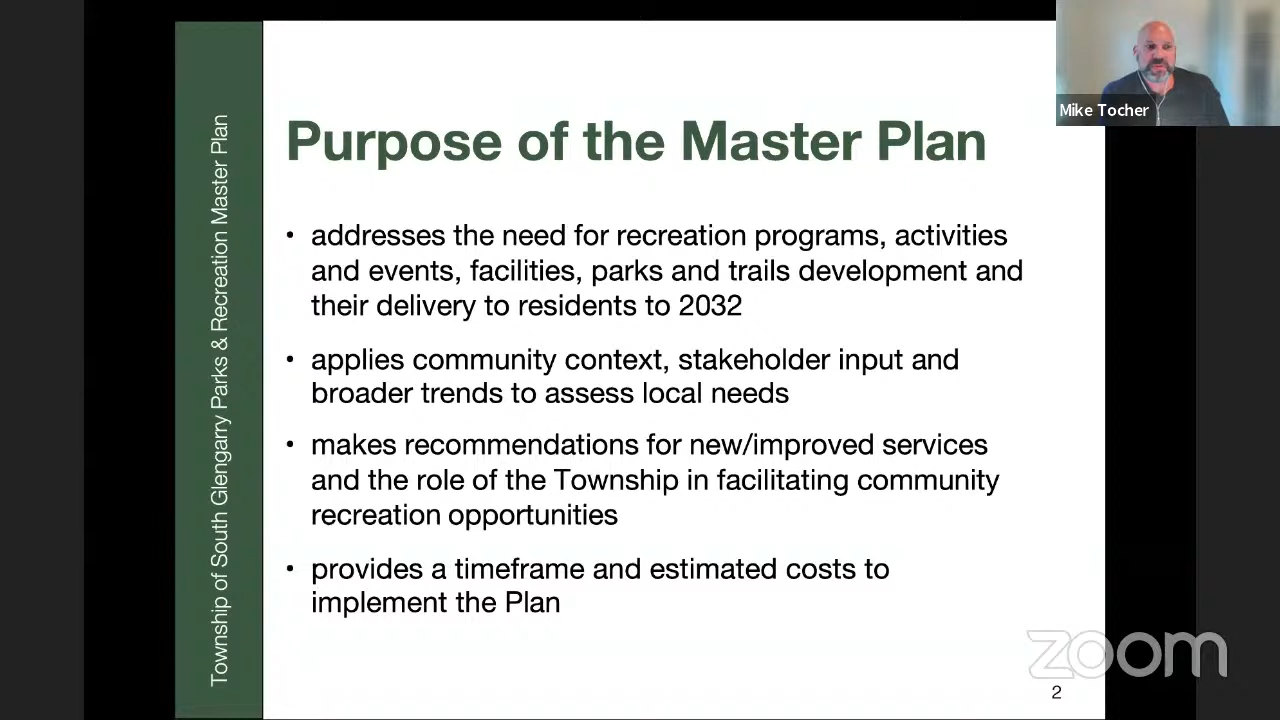 Township of South Glengarry Parks & Recreation Master Plan
Purpose of the Master Plan
• addresses the need for recreation programs, activities
and events, facilities, parks and trails development and
their delivery to residents to 2032
• applies community context, stakeholder input and
broader trends to assess local needs
• makes recommendations for new/improved services
and the role of the Township in facilitating community
recreation opportunities
• provides a timeframe and estimated costs to
implement the Plan
2
Mike Tocher
zoom